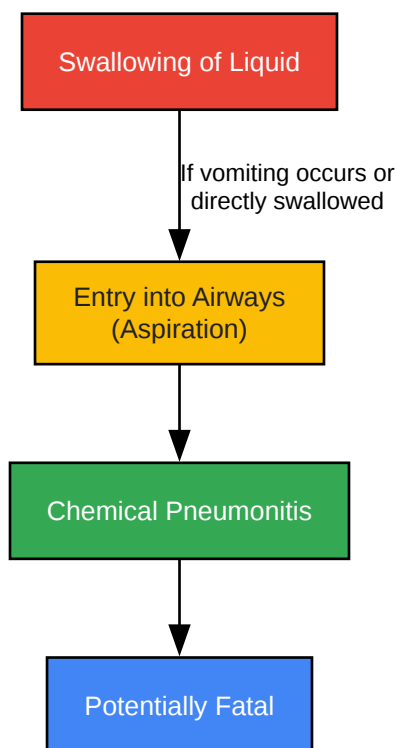 Swallowing of Liquid
If vomiting occurs or
directly swallowed
Entry into Airways
(Aspiration)
Chemical Pneumonitis
Potentially Fatal